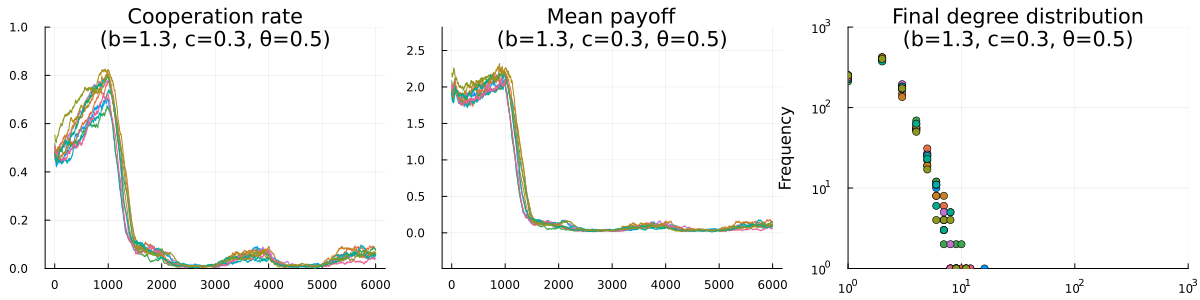 Cooperation rate
(b=1.3, c=0.3, θ=0.5)
1.0
0.8
0.6
0.4
0.2
0.0
0 1000 2000 3000 4000 5000 6000
Mean payoff
(b=1.3, c=0.3, θ=0.5)
2.5
2.0
1.5
1.0
0.5
0.0
0 1000 2000 3000 4000 5000 6000
Final degree distribution
(b=1.3, c=0.3, θ=0.5)
Frequency
10³
10²
10¹
10⁰
10⁰ 10¹ 10² 10³